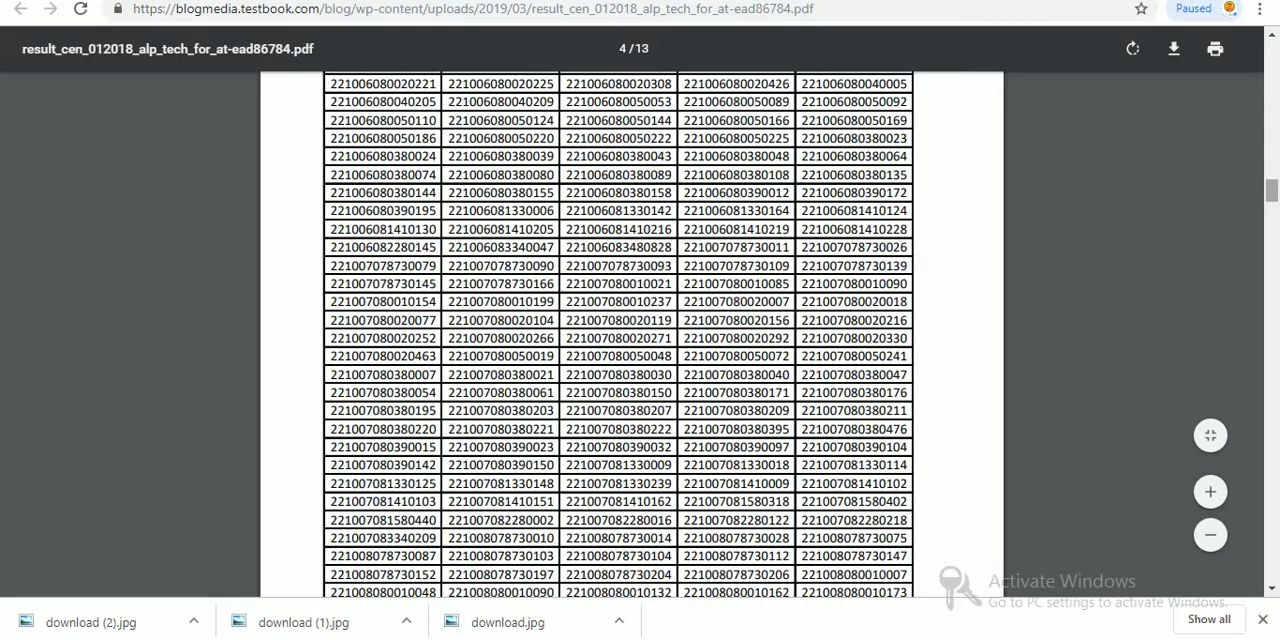 https://blogmedia.testbook.com/blog/wp-content/uploads/2019/03/result_cen_012018_alp_tech_for_at-ead86784.pdf Paused
result_cen_012018_alp_tech_for_at-ead86784.pdf 4 / 13
221006080020221 221006080020225 221006080020308 221006080020426 221006080040005
221006080040205 221006080040209 221006080050053 221006080050089 221006080050092
221006080050110 221006080050124 221006080050144 221006080050166 221006080050169
221006080050186 221006080050220 221006080050222 221006080050225 221006080380023
221006080380024 221006080380039 221006080380043 221006080380048 221006080380064
221006080380074 221006080380080 221006080380089 221006080380108 221006080380135
221006080380144 221006080380155 221006080380158 221006080390012 221006080390172
221006080390195 221006081330006 221006081330142 221006081330164 221006081410124
221006081410130 221006081410205 221006081410216 221006081410219 221006081410228
221006082280145 221006083340047 221006083480828 221007078730011 221007078730026
221007078730079 221007078730090 221007078730093 221007078730109 221007078730139
221007078730145 221007078730166 221007080010021 221007080010085 221007080010090
221007080010154 221007080010199 221007080010237 221007080020007 221007080020018
221007080020077 221007080020104 221007080020119 221007080020156 221007080020216
221007080020252 221007080020266 221007080020271 221007080020292 221007080020330
221007080020463 221007080050019 221007080050048 221007080050072 221007080050241
221007080380007 221007080380021 221007080380030 221007080380040 221007080380047
221007080380054 221007080380061 221007080380150 221007080380171 221007080380176
221007080380195 221007080380203 221007080380207 221007080380209 221007080380211
221007080380220 221007080380221 221007080380222 221007080380395 221007080380476
221007080390015 221007080390023 221007080390032 221007080390097 221007080390104
221007080390142 221007080390150 221007081330009 221007081330018 221007081330114
221007081330125 221007081330148 221007081330239 221007081410009 221007081410102
221007081410103 221007081410151 221007081410162 221007081580318 221007081580402
221007081580440 221007082280002 221007082280016 221007082280122 221007082280218
221007083340209 221008078730010 221008078730014 221008078730028 221008078730075
221008078730087 221008078730103 221008078730104 221008078730112 221008078730147
221008078730152 221008078730197 221008078730204 221008078730206 221008080010007
221008080010048 221008080010090 221008080010132 221008080010162 221008080010173
Activate Windows
Go to PC settings to activate Windows.
download (2).jpg download (1).jpg download.jpg Show all